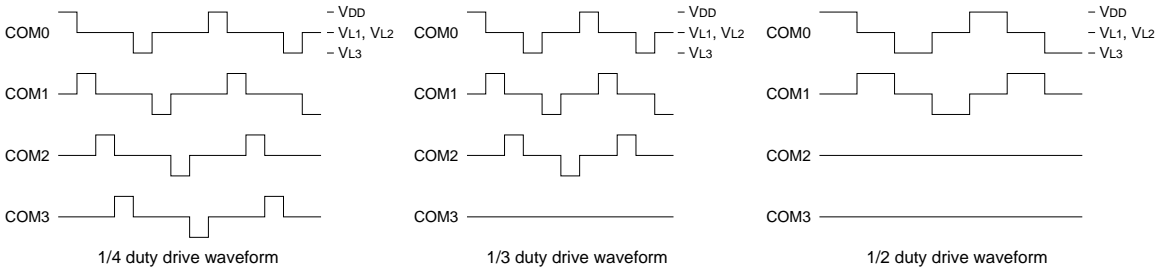 COM0
– VDD
– VL1, VL2
– VL3
COM1
COM2
COM3
1/4 duty drive waveform
COM0
– VDD
– VL1, VL2
– VL3
COM1
COM2
COM3
1/3 duty drive waveform
COM0
– VDD
– VL1, VL2
– VL3
COM1
COM2
COM3
1/2 duty drive waveform